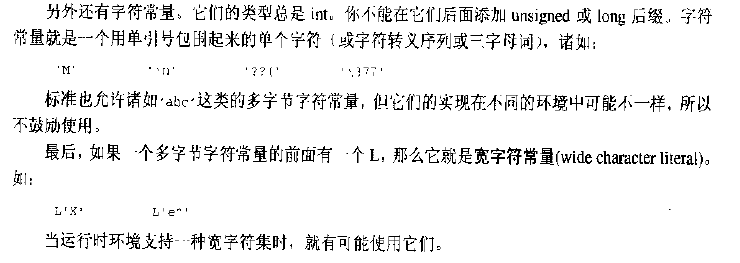 另外还有字符常量。它们的类型总是 int。你不能在它们后面添加 unsigned 或 long 后缀。字符
常量就是一个用单引号包围起来的单个字符(或字符转义序列或三字母词),诸如:
'M' '\n' '??(' '\377'
标准也允许诸如'abc'这类的多字节字符常量,但它们的实现在不同的环境中可能不一样,所以
不鼓励使用。
最后,如果一个多字节字符常量的前面有一个 L,那么它就是宽字符常量(wide character literal)。
如:
L'X' L'e^'
当运行时环境支持一种宽字符集时,就有可能使用它们。